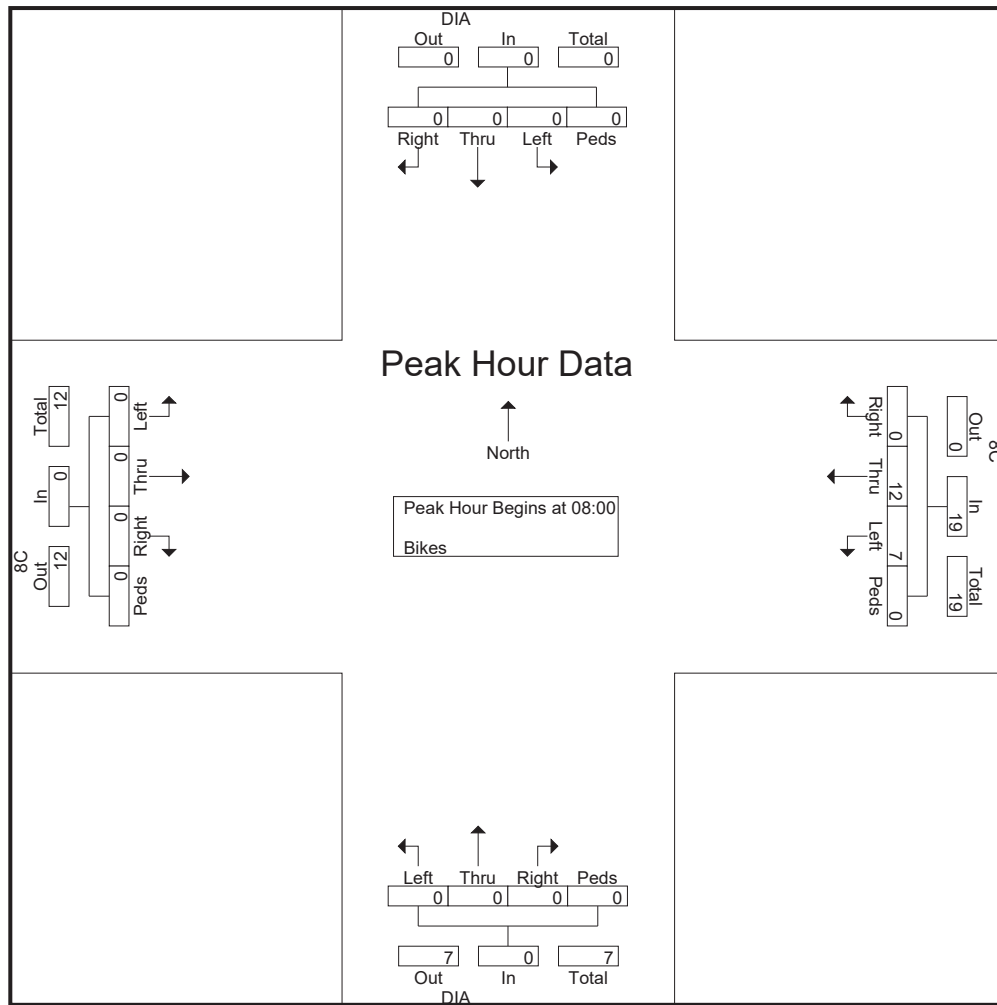 DIA
Out In Total
0 0 0
0 0 0 0
Right Thru Left Peds
Peak Hour Data
North
Peak Hour Begins at 08:00
Bikes
8C
Out In Total
12 0 12
0 0 0 0
Left Thru Right Peds
8C
Out In Total
0 19 19
0 12 7 0
Right Thru Left Peds
Left Thru Right Peds
0 0 0 0
7 0 7
Out In Total
DIA